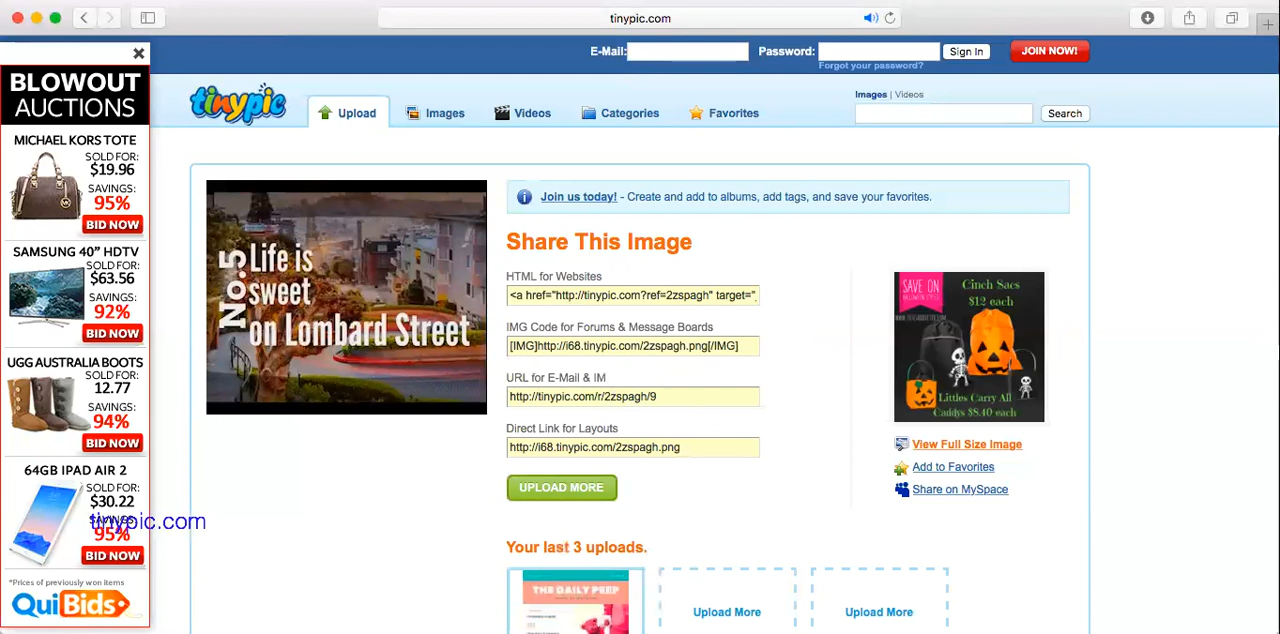 tinypic.com
E-Mail:
Password:
Sign In
JOIN NOW!
Forgot your password?
BLOWOUT
AUCTIONS
MICHAEL KORS TOTE
SOLD FOR:
$19.96
SAVINGS:
95%
BID NOW
SAMSUNG 40" HDTV
SOLD FOR:
$63.56
SAVINGS:
92%
BID NOW
UGG AUSTRALIA BOOTS
SOLD FOR:
12.77
SAVINGS:
94%
BID NOW
64GB IPAD AIR 2
SOLD FOR:
$30.22
SAVINGS:
95%
BID NOW
tinypic.com
*Prices of previously won items
QuiBids
tinypic
Upload
Images
Videos
Categories
Favorites
Images | Videos
Search
No.5
Life is
sweet
on Lombard Street
Join us today! - Create and add to albums, add tags, and save your favorites.
Share This Image
HTML for Websites
<a href="http://tinypic.com?ref=2zspagh" target="
IMG Code for Forums & Message Boards
[IMG]http://i68.tinypic.com/2zspagh.png[/IMG]
URL for E-Mail & IM
http://tinypic.com/r/2zspagh/9
Direct Link for Layouts
http://i68.tinypic.com/2zspagh.png
UPLOAD MORE
SAVE ON
Cinch Sacs
$12 each
Littles Carry All
Caddys $8.40 each
View Full Size Image
Add to Favorites
Share on MySpace
Your last 3 uploads.
THE DAILY PEEP
Upload More
Upload More